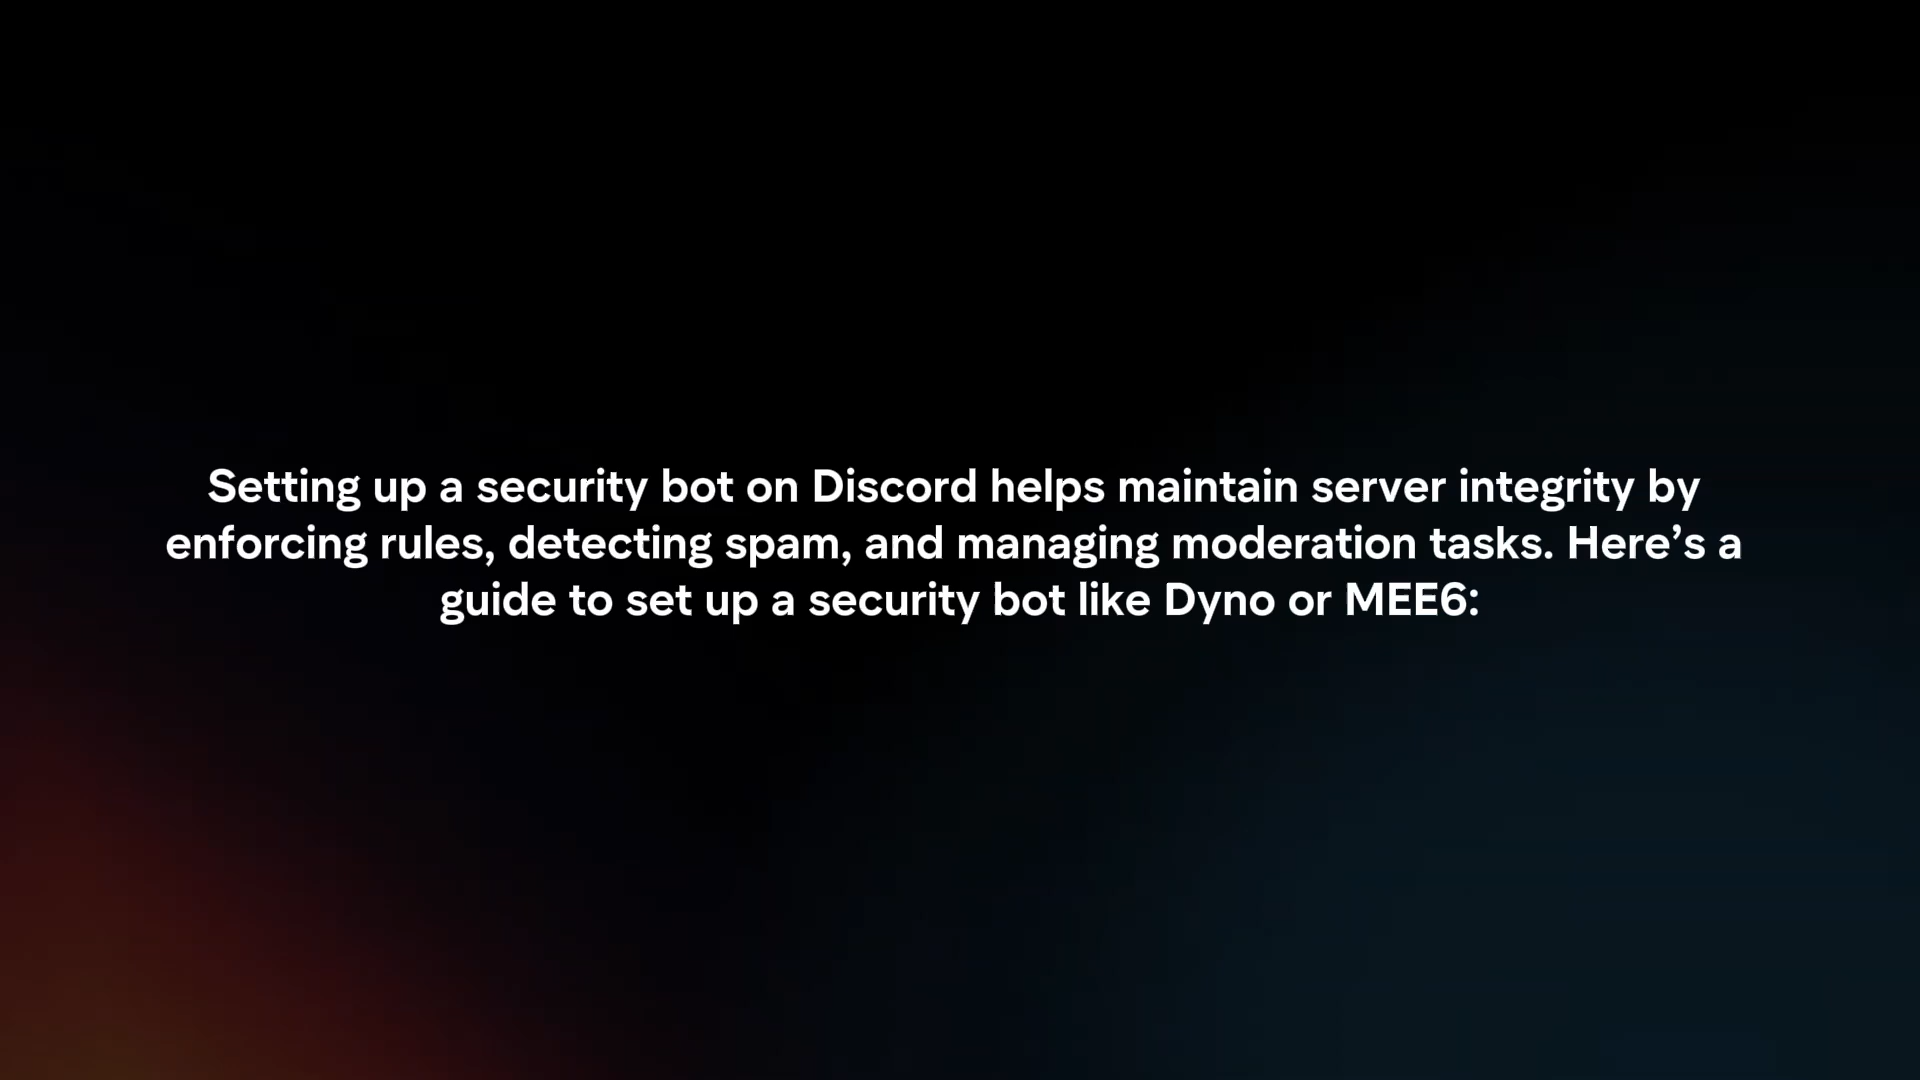 Setting up a security bot on Discord helps maintain server integrity by
enforcing rules, detecting spam, and managing moderation tasks. Here’s a
guide to set up a security bot like Dyno or MEE6: